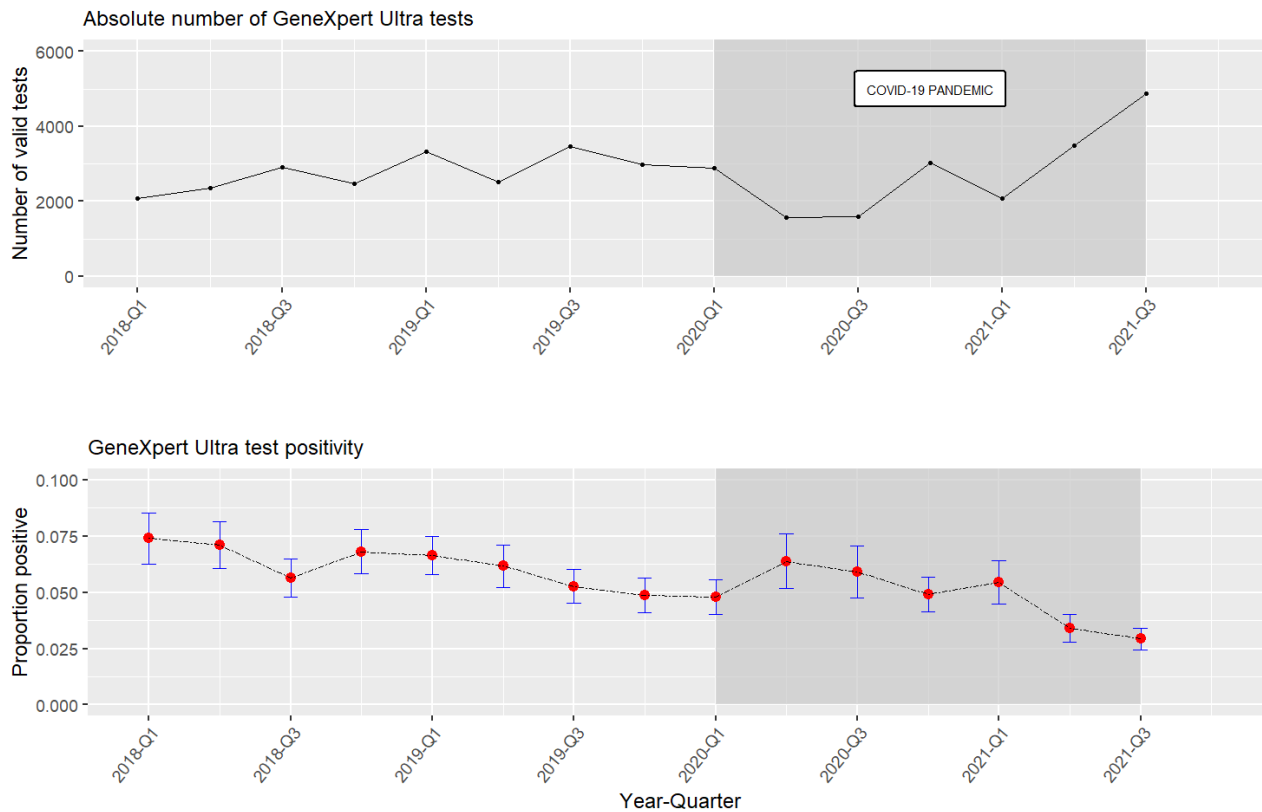 Absolute number of GeneXpert Ultra tests
Number of valid tests
6000
4000
2000
0
COVID-19 PANDEMIC
2018-Q1
2018-Q3
2019-Q1
2019-Q3
2020-Q1
2020-Q3
2021-Q1
2021-Q3
GeneXpert Ultra test positivity
Proportion positive
0.100
0.075
0.050
0.025
0.000
2018-Q1
2018-Q3
2019-Q1
2019-Q3
2020-Q1
2020-Q3
2021-Q1
2021-Q3
Year-Quarter